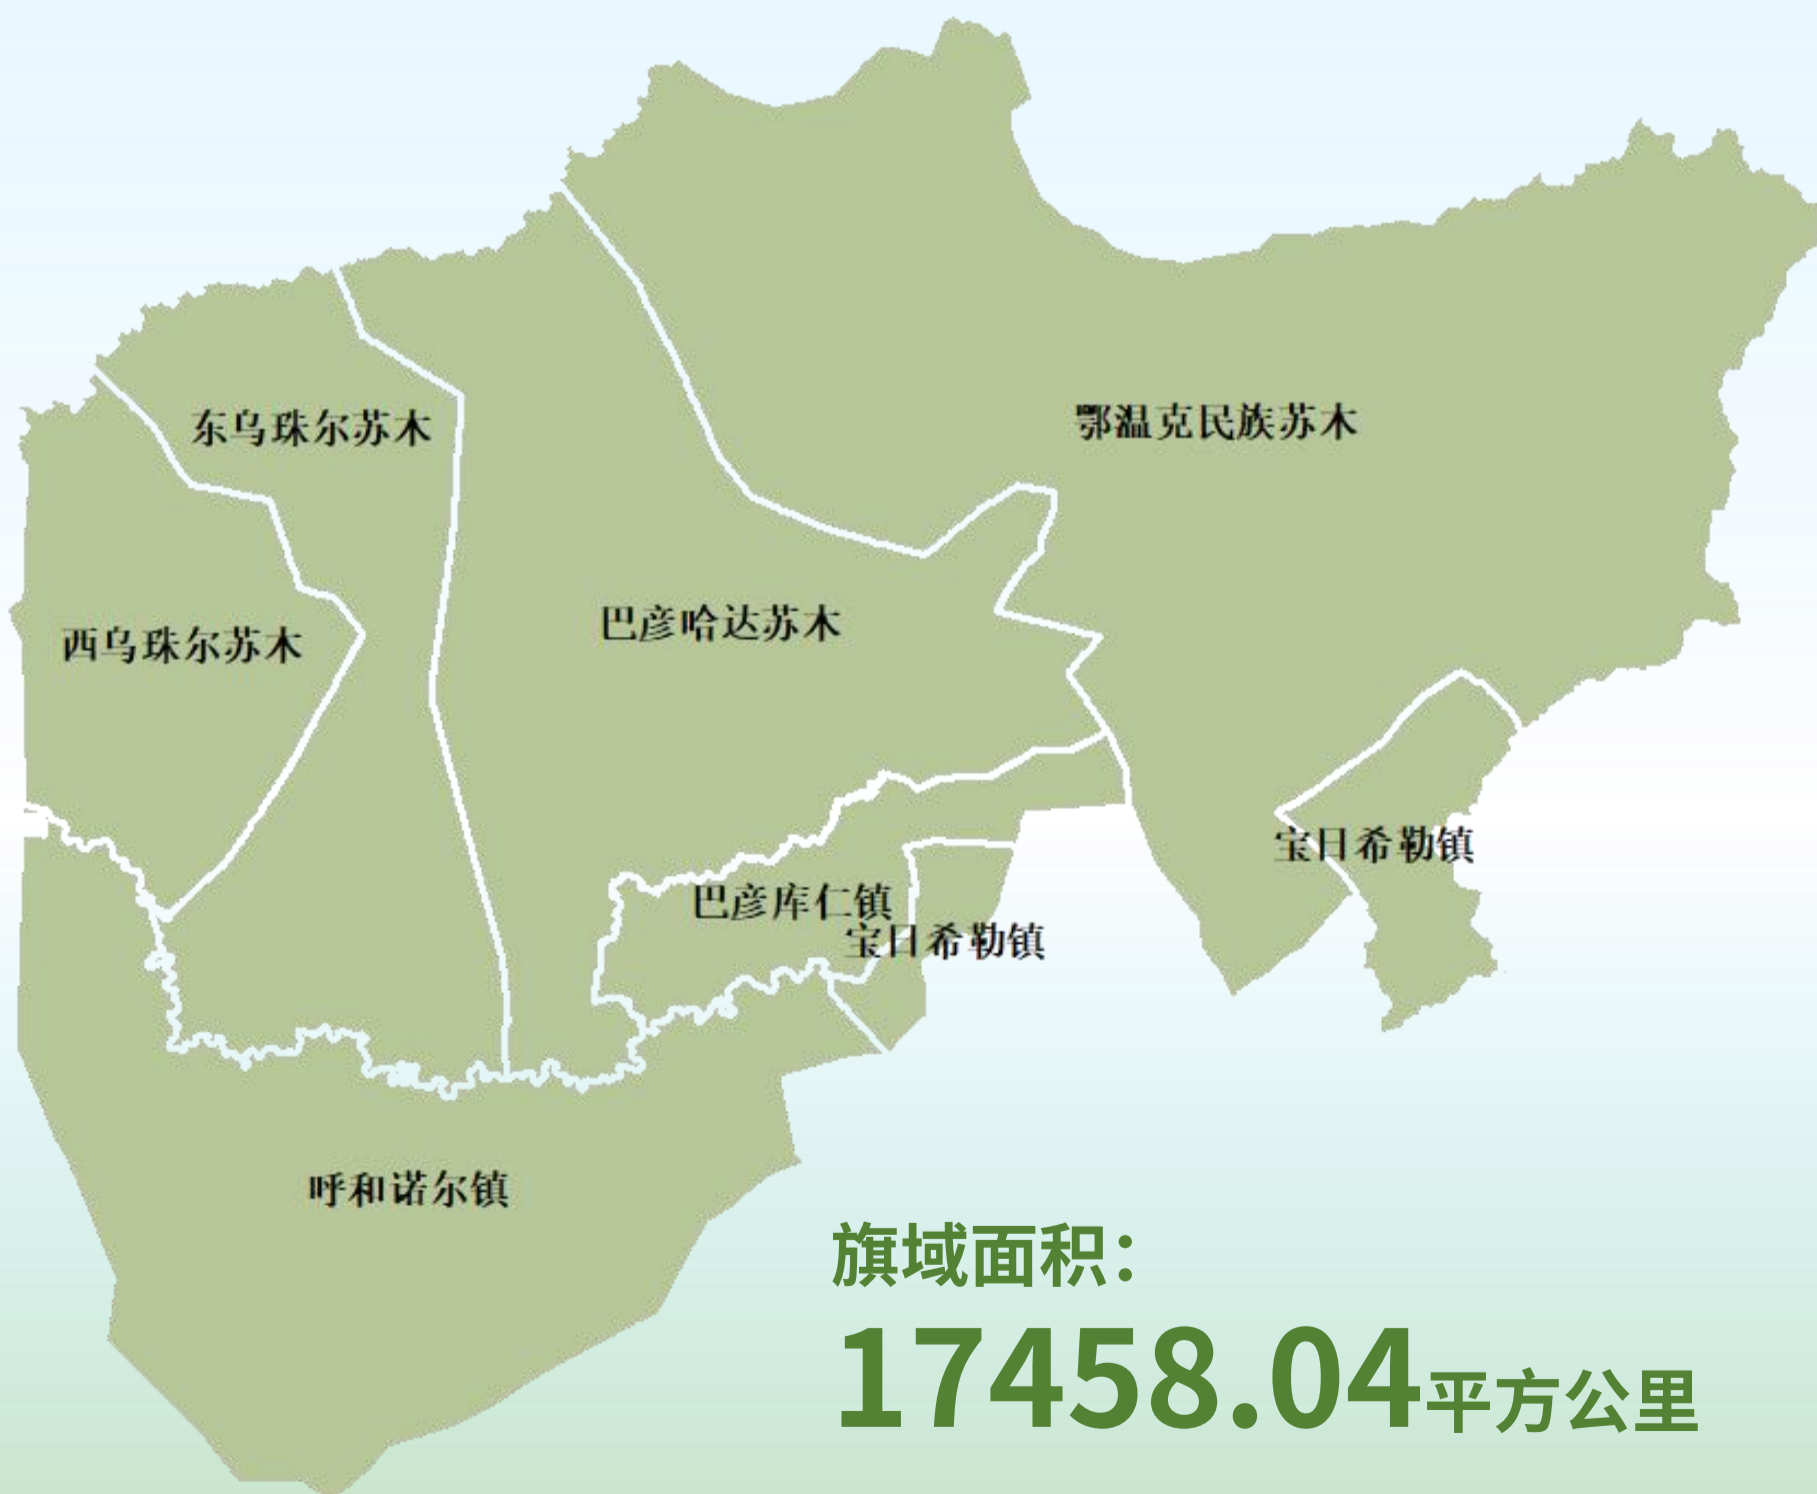 鄂温克民族苏木
东乌珠尔苏木
巴彦哈达苏木
西乌珠尔苏木
宝日希勒镇
巴彦库仁镇
宝日希勒镇
呼和诺尔镇
旗域面积：
17458.04平方公里